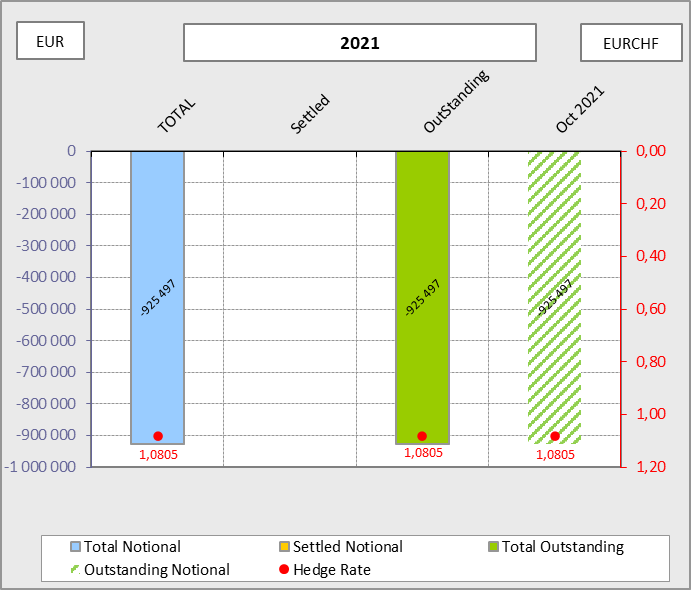 EUR
2021
EURCHF
TOTAL
Settled
OutStanding
Oct 2021
0
-100 000
-200 000
-300 000
-400 000
-500 000
-600 000
-700 000
-800 000
-900 000
-1 000 000
-925 497
-925 497
-925 497
1,0805
1,0805
1,0805
0,00
0,20
0,40
0,60
0,80
1,00
1,20
Total Notional
Settled Notional
Total Outstanding
Outstanding Notional
Hedge Rate